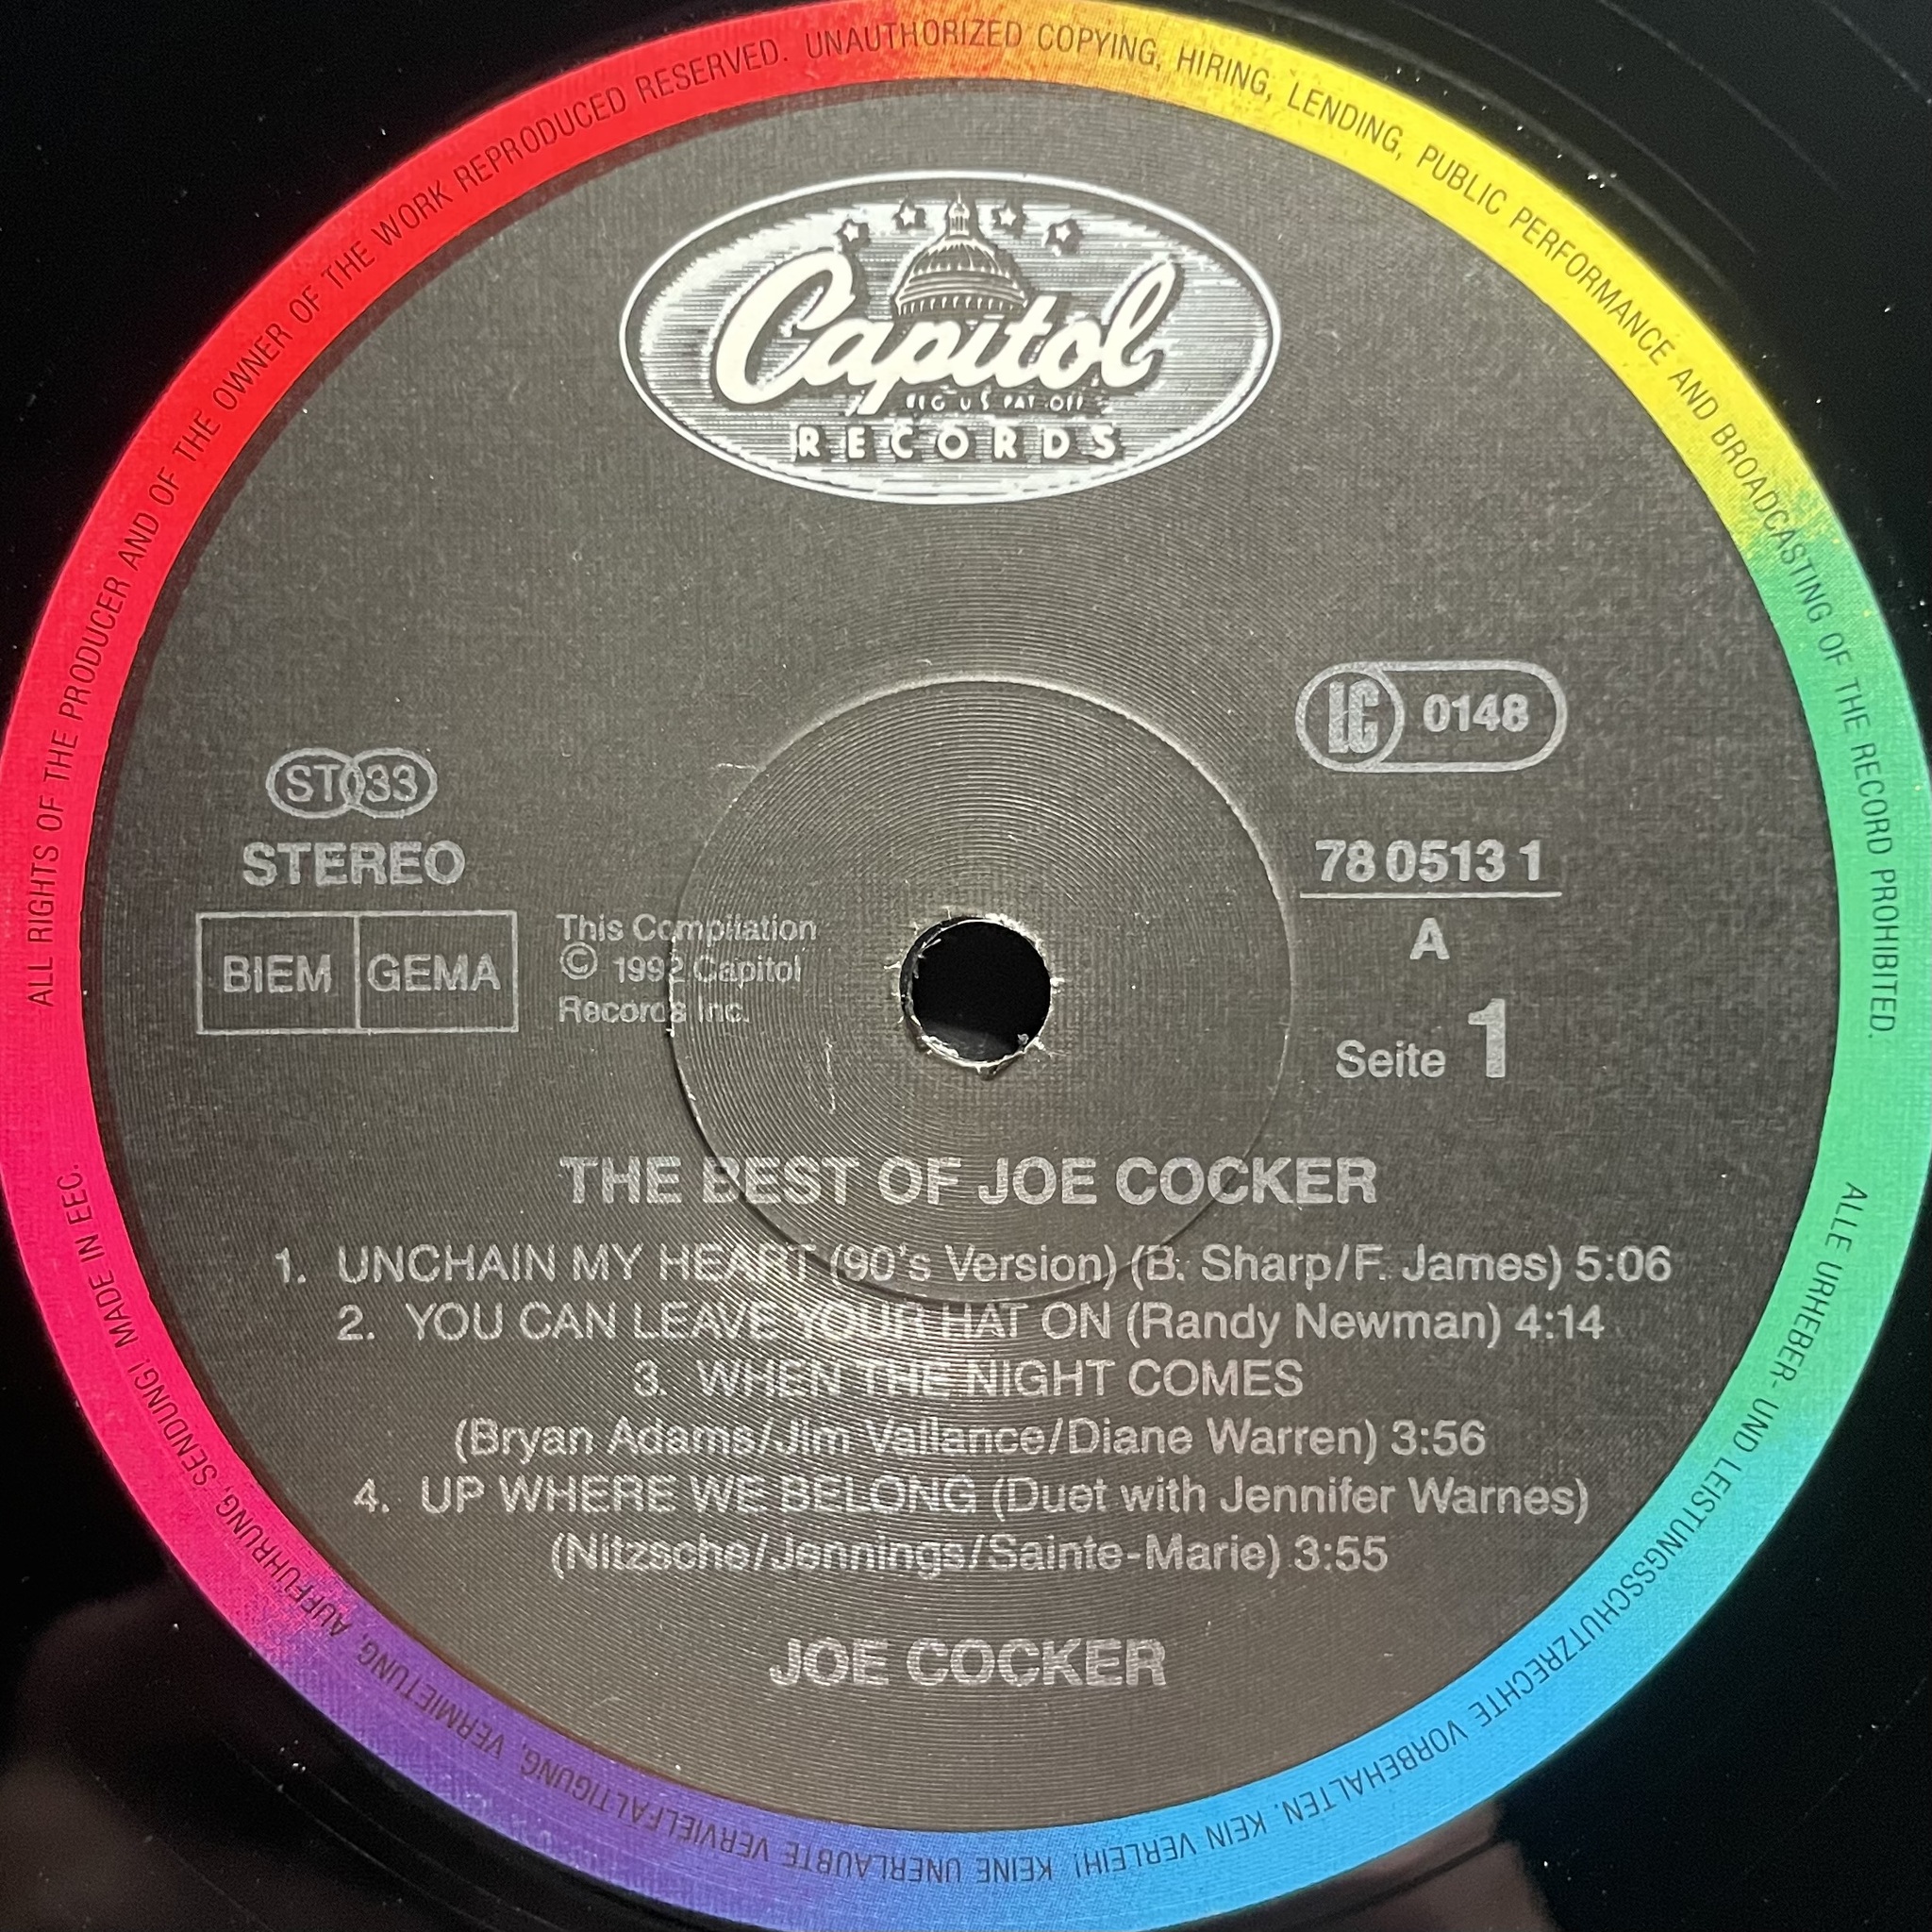 ALL RIGHTS OF THE PRODUCER AND OF THE OWNER OF THE WORK REPRODUCED RESERVED. UNAUTHORIZED COPYING, HIRING, LENDING, PUBLIC PERFORMANCE AND BROADCASTING OF THE RECORD PROHIBITED.
Capitol
REG US PAT OFF
RECORDS
LC 0148
ST 33
STEREO
BIEM GEMA
This Compilation
© 1992 Capitol
Records Inc.
78 0513 1
A
Seite 1
THE BEST OF JOE COCKER
1. UNCHAIN MY HEART (90's Version) (B. Sharp/F. James) 5:06
2. YOU CAN LEAVE YOUR HAT ON (Randy Newman) 4:14
3. WHEN THE NIGHT COMES
(Bryan Adams/Jim Vallance/Diane Warren) 3:56
4. UP WHERE WE BELONG (Duet with Jennifer Warnes)
(Nitzsche/Jennings/Sainte-Marie) 3:55
JOE COCKER
ALLE URHEBER- UND LEISTUNGSSCHUTZRECHTE VORBEHALTEN. KEIN VERLEIH! KEINE UNERLAUBTE VERVIELFÄLTIGUNG, VERMIETUNG, AUFFÜHRUNG, SENDUNG! MADE IN EEC.